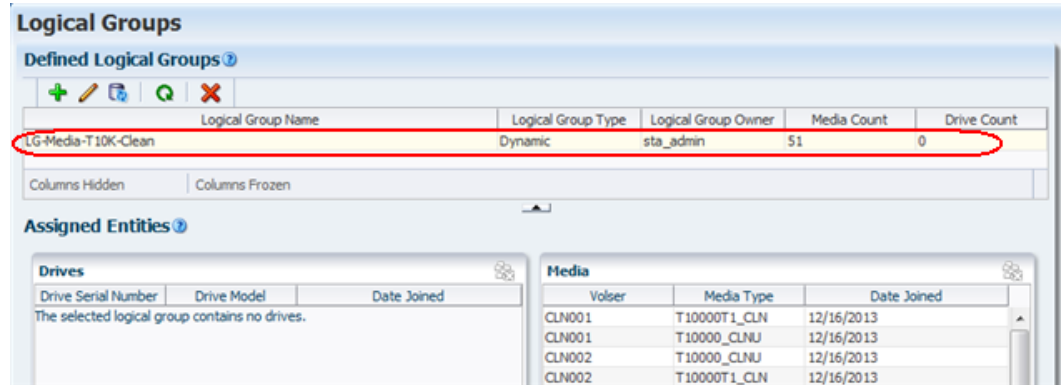 Logical Groups
Defined Logical Groups
Logical Group Name Logical Group Type Logical Group Owner Media Count Drive Count
LG-Media-T10K-Clean Dynamic sta_admin 51 0
Columns Hidden Columns Frozen
Assigned Entities
Drives
Drive Serial Number Drive Model Date Joined
The selected logical group contains no drives.
Media
Volser Media Type Date Joined
CLN001 T10000T1_CLN 12/16/2013
CLN001 T10000_CLNU 12/16/2013
CLN002 T10000_CLNU 12/16/2013
CLN002 T10000T1_CLN 12/16/2013